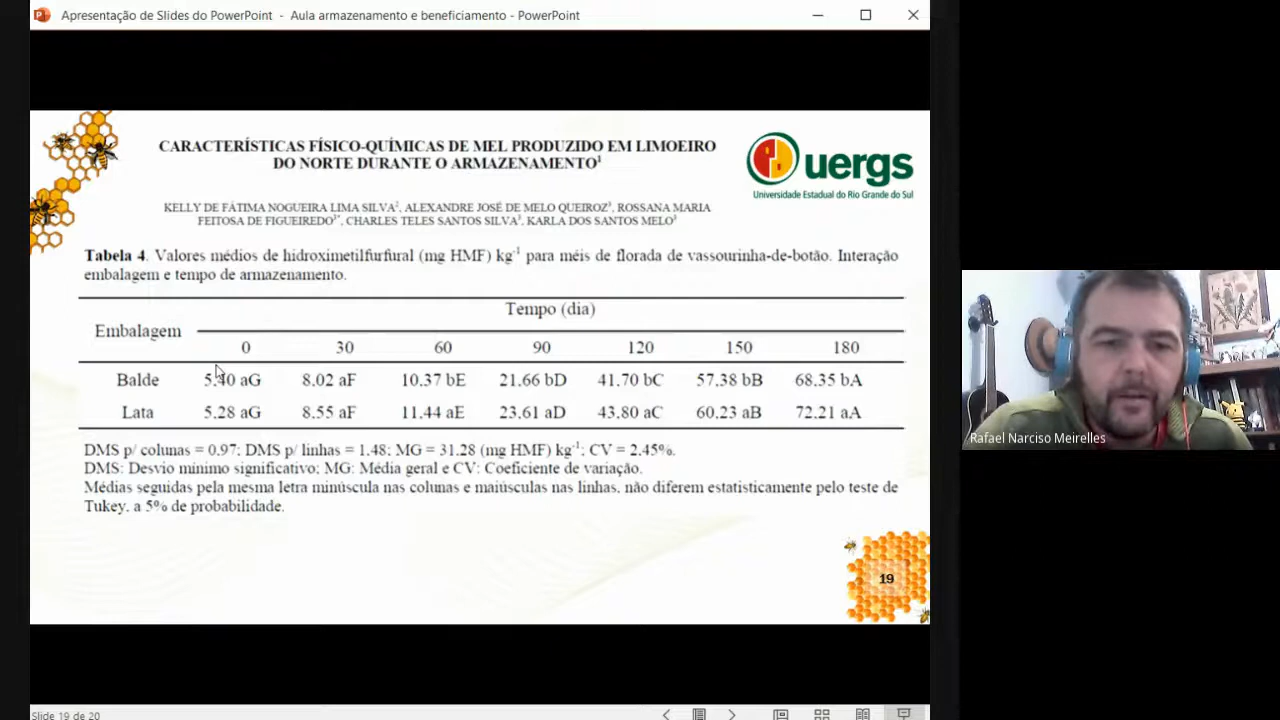 Apresentação de Slides do PowerPoint - Aula armazenamento e beneficiamento - PowerPoint
CARACTERÍSTICAS FÍSICO-QUÍMICAS DE MEL PRODUZIDO EM LIMOEIRO
DO NORTE DURANTE O ARMAZENAMENTO¹
uergs
Universidade Estadual do Rio Grande do Sul
KELLY DE FÁTIMA NOGUEIRA LIMA SILVA², ALEXANDRE JOSÉ DE MELO QUEIROZ³, ROSSANA MARIA
FEITOSA DE FIGUEIREDO³*, CHARLES TELES SANTOS SILVA³, KARLA DOS SANTOS MELO³
Tabela 4. Valores médios de hidroximetilfurfural (mg HMF) kg⁻¹ para méis de florada de vassourinha-de-botão. Interação
embalagem e tempo de armazenamento.
Tempo (dia)
Embalagem
0 30 60 90 120 150 180
Balde 5.40 aG 8.02 aF 10.37 bE 21.66 bD 41.70 bC 57.38 bB 68.35 bA
Lata 5.28 aG 8.55 aF 11.44 aE 23.61 aD 43.80 aC 60.23 aB 72.21 aA
DMS p/ colunas = 0.97; DMS p/ linhas = 1.48; MG = 31.28 (mg HMF) kg⁻¹; CV = 2.45%.
DMS: Desvio mínimo significativo; MG: Média geral e CV: Coeficiente de variação.
Médias seguidas pela mesma letra minúscula nas colunas e maiúsculas nas linhas, não diferem estatisticamente pelo teste de
Tukey, a 5% de probabilidade.
19
Rafael Narciso Meirelles
Slide 19 de 20